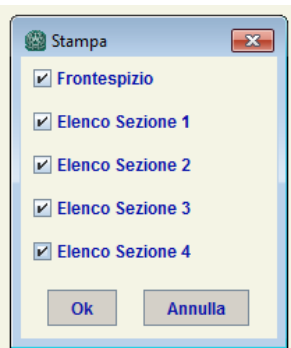 Stampa
Frontespizio
Elenco Sezione 1
Elenco Sezione 2
Elenco Sezione 3
Elenco Sezione 4
Ok Annulla